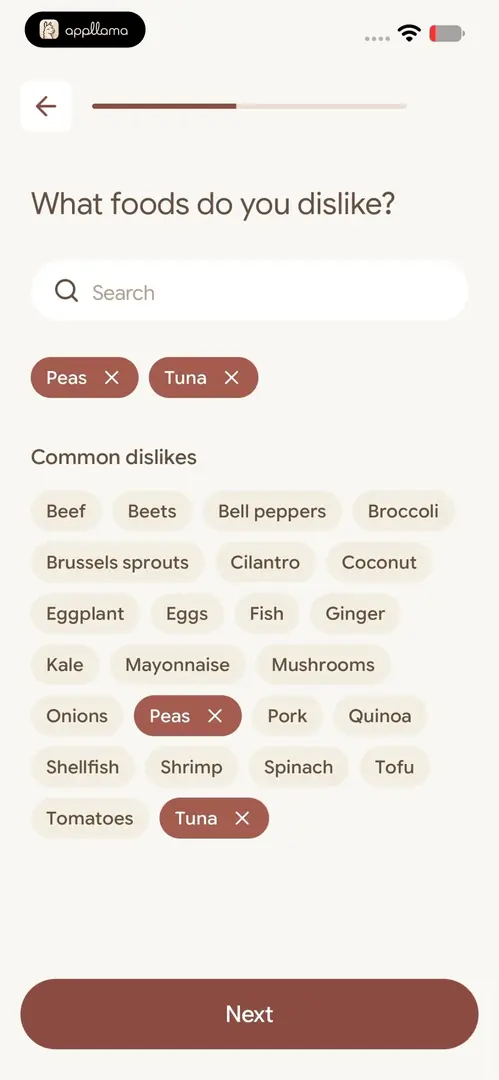 appllama
What foods do you dislike?
Search
Peas Tuna
Common dislikes
Beef Beets Bell peppers Broccoli
Brussels sprouts Cilantro Coconut
Eggplant Eggs Fish Ginger
Kale Mayonnaise Mushrooms
Onions Peas Pork Quinoa
Shellfish Shrimp Spinach Tofu
Tomatoes Tuna
Next